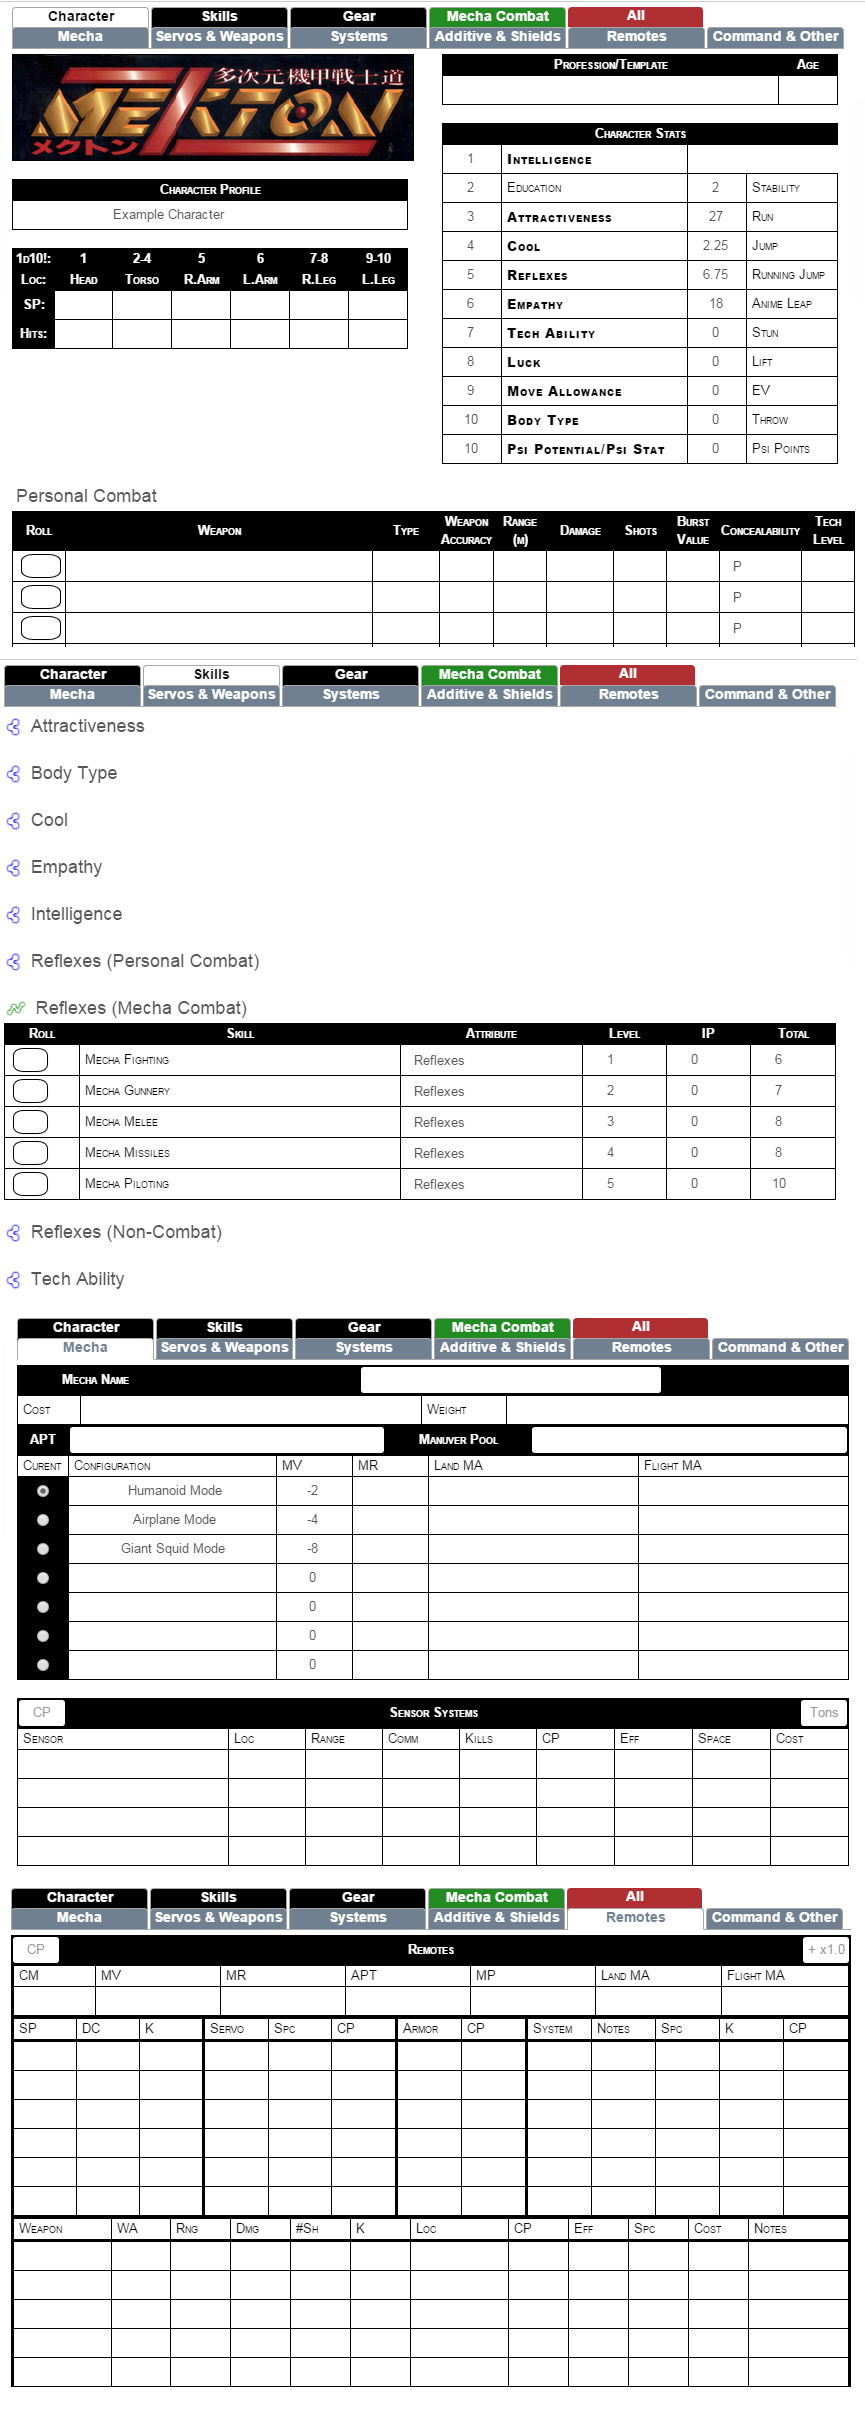 Character Skills Gear Mecha Combat All
Mecha Servos & Weapons Systems Additive & Shields Remotes Command & Other
多次元機甲戦士道
MEKTON
メクトン
Profession/Template Age
Character Profile
Example Character
1d10!: 1 2-4 5 6 7-8 9-10
Loc: Head Torso R.Arm L.Arm R.Leg L.Leg
SP:
Hits:
Character Stats
1 Intelligence
2 Education 2 Stability
3 Attractiveness 27 Run
4 Cool 2.25 Jump
5 Reflexes 6.75 Running Jump
6 Empathy 18 Anime Leap
7 Tech Ability 0 Stun
8 Luck 0 Lift
9 Move Allowance 0 EV
10 Body Type 0 Throw
10 Psi Potential/Psi Stat 0 Psi Points
Personal Combat
Roll Weapon Type Weapon Accuracy Range (m) Damage Shots Burst Value Concealability Tech Level
P
P
P
Character Skills Gear Mecha Combat All
Mecha Servos & Weapons Systems Additive & Shields Remotes Command & Other
Attractiveness
Body Type
Cool
Empathy
Intelligence
Reflexes (Personal Combat)
Reflexes (Mecha Combat)
Roll Skill Attribute Level IP Total
Mecha Fighting Reflexes 1 0 6
Mecha Gunnery Reflexes 2 0 7
Mecha Melee Reflexes 3 0 8
Mecha Missiles Reflexes 4 0 8
Mecha Piloting Reflexes 5 0 10
Reflexes (Non-Combat)
Tech Ability
Character Skills Gear Mecha Combat All
Mecha Servos & Weapons Systems Additive & Shields Remotes Command & Other
Mecha Name
Cost Weight
APT Manuver Pool
Curent Configuration MV MR Land MA Flight MA
Humanoid Mode -2
Airplane Mode -4
Giant Squid Mode -8
0
0
0
0
CP Sensor Systems Tons
Sensor Loc Range Comm Kills CP Eff Space Cost
Character Skills Gear Mecha Combat All
Mecha Servos & Weapons Systems Additive & Shields Remotes Command & Other
CP Remotes + x1.0
CM MV MR APT MP Land MA Flight MA
SP DC K Servo Spc CP Armor CP System Notes Spc K CP
Weapon WA Rng Dmg #Sh K Loc CP Eff Spc Cost Notes